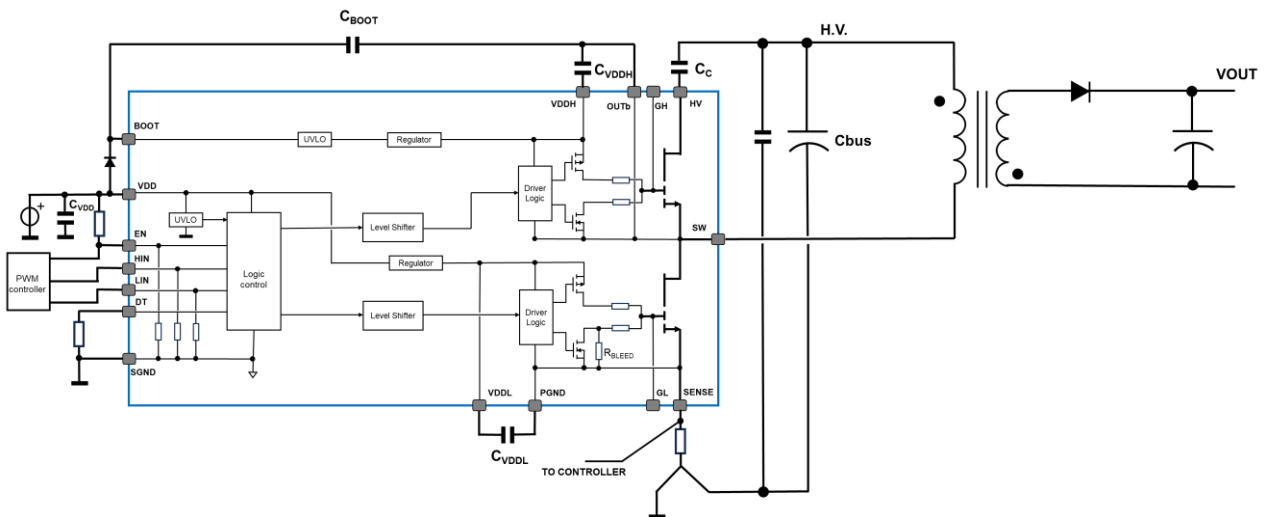 CBOOT
H.V.
CVDDH
CC
VOUT
VDDH
OUTb
GH
HV
BOOT
UVLO
Regulator
Cbus
Driver
Logic
VDD
+
CVDD
UVLO
Level Shifter
SW
EN
PWM
controller
HIN
LIN
DT
Logic
control
Regulator
Level Shifter
Driver
Logic
RBLEED
SGND
VDDL
PGND
GL
SENSE
CVDDL
TO CONTROLLER